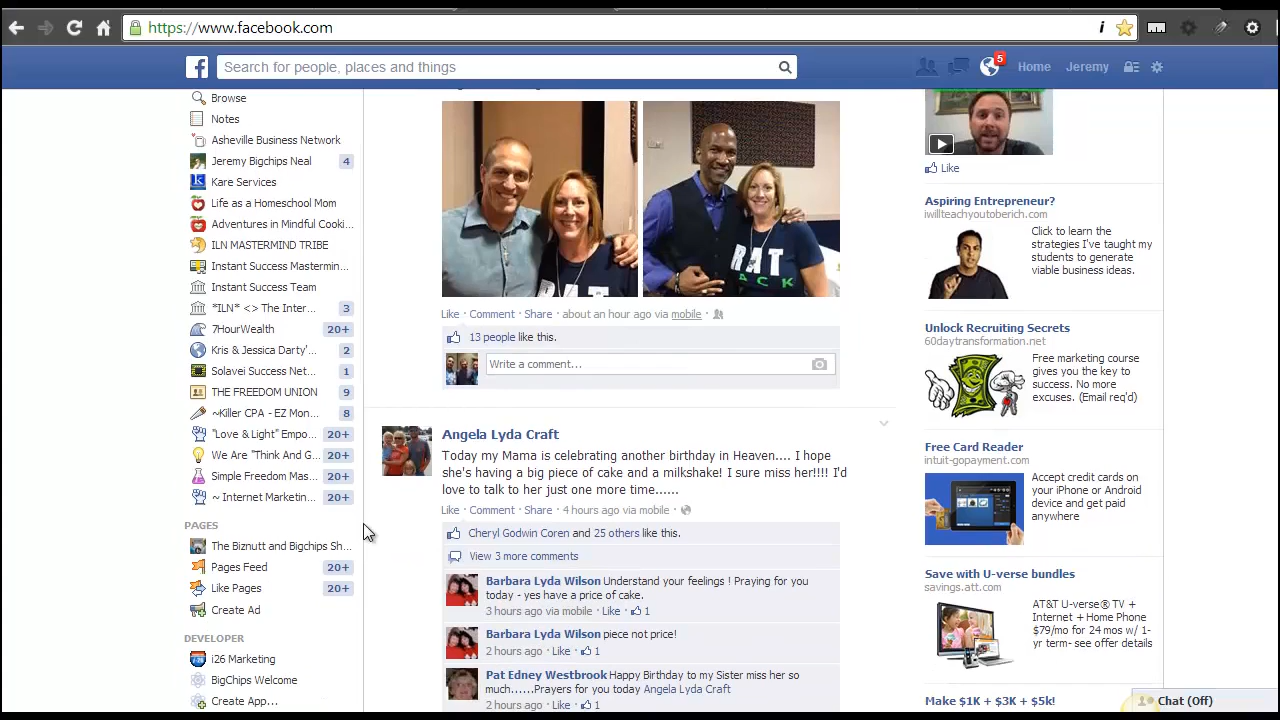 https://www.facebook.com
Search for people, places and things
5
Home
Jeremy
Browse
Notes
Asheville Business Network
Jeremy Bigchips Neal 4
Kare Services
Life as a Homeschool Mom
Adventures in Mindful Cooki...
ILN MASTERMIND TRIBE
Instant Success Mastermin...
Instant Success Team
*ILN* <> The Inter... 3
7HourWealth 20+
Kris & Jessica Darty'... 2
Solavei Success Net... 1
THE FREEDOM UNION 9
~Killer CPA - EZ Mon... 8
"Love & Light" Empo... 20+
We Are "Think And G... 20+
Simple Freedom Mas... 20+
~ Internet Marketin... 20+
PAGES
The Biznutt and Bigchips Sh...
Pages Feed 20+
Like Pages 20+
Create Ad
DEVELOPER
i26 Marketing
BigChips Welcome
Create App...
RAT
ACK
Like · Comment · Share · about an hour ago via mobile
13 people like this.
Write a comment...
Angela Lyda Craft
Today my Mama is celebrating another birthday in Heaven.... I hope
she's having a big piece of cake and a milkshake! I sure miss her!!!! I'd
love to talk to her just one more time......
Like · Comment · Share · 4 hours ago via mobile
Cheryl Godwin Coren and 25 others like this.
View 3 more comments
Barbara Lyda Wilson Understand your feelings ! Praying for you
today - yes have a price of cake.
3 hours ago via mobile · Like · 1
Barbara Lyda Wilson piece not price!
2 hours ago · Like · 1
Pat Edney Westbrook Happy Birthday to my Sister miss her so
much......Prayers for you today Angela Lyda Craft
2 hours ago · Like · 1
Like
Aspiring Entrepreneur?
iwillteachyoutoberich.com
Click to learn the
strategies I've taught my
students to generate
viable business ideas.
Unlock Recruiting Secrets
60daytransformation.net
Free marketing course
gives you the key to
success. No more
excuses. (Email req'd)
Free Card Reader
intuit-gopayment.com
Accept credit cards on
your iPhone or Android
device and get paid
anywhere
Save with U-verse bundles
savings.att.com
AT&T U-verse® TV +
Internet + Home Phone
$79/mo for 24 mos w/ 1-
yr term- see offer details
Make $1K + $3K + $5k!
Chat (Off)